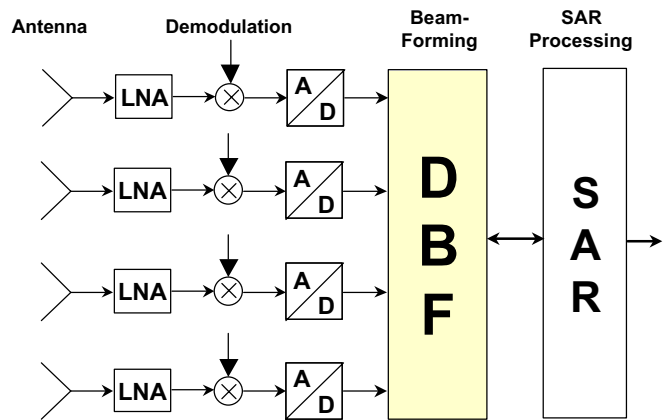 Antenna
Demodulation
Beam-
Forming
SAR
Processing
LNA
A
D
LNA
A
D
LNA
A
D
LNA
A
D
D
B
F
S
A
R